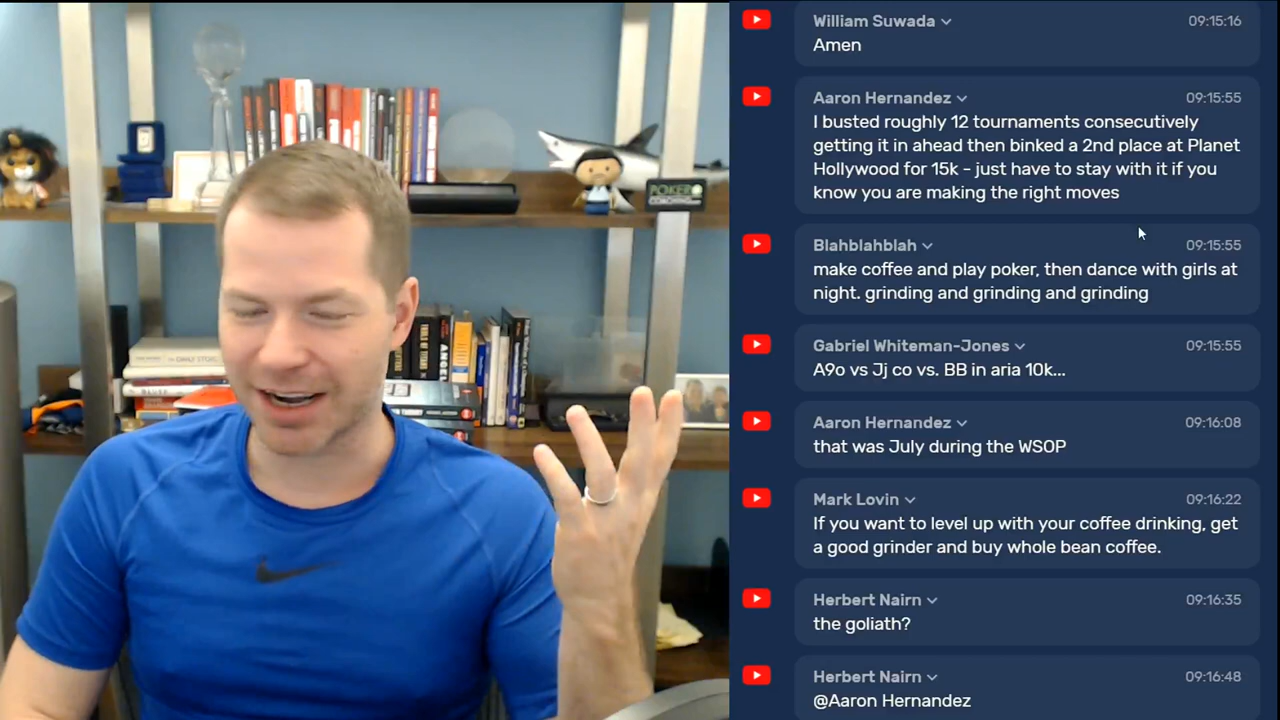 POKER
COACHING
William Suwada
09:15:16
Amen
Aaron Hernandez
09:15:55
I busted roughly 12 tournaments consecutively
getting it in ahead then binked a 2nd place at Planet
Hollywood for 15k - just have to stay with it if you
know you are making the right moves
Blahblahblah
09:15:55
make coffee and play poker, then dance with girls at
night. grinding and grinding and grinding
Gabriel Whiteman-Jones
09:15:55
A9o vs Jj co vs. BB in aria 10k...
Aaron Hernandez
09:16:08
that was July during the WSOP
Mark Lovin
09:16:22
If you want to level up with your coffee drinking, get
a good grinder and buy whole bean coffee.
Herbert Nairn
09:16:35
the goliath?
Herbert Nairn
09:16:48
@Aaron Hernandez